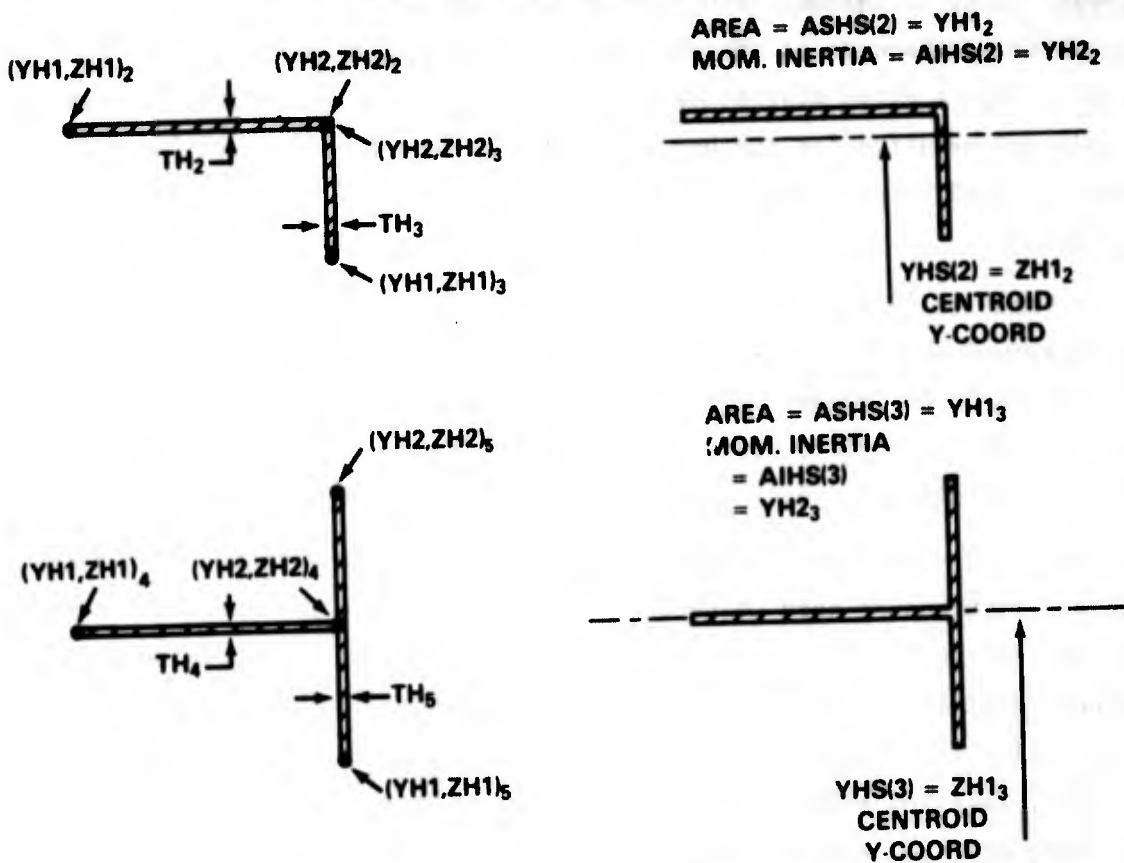 AREA = ASHS(2) = YH1₂
MOM. INERTIA = AIHS(2) = YH2₂
(YH1,ZH1)₂
(YH2,ZH2)₂
(YH2,ZH2)₃
TH₂
TH₃
(YH1,ZH1)₃
YHS(2) = ZH1₂
CENTROID
Y-COORD
AREA = ASHS(3) = YH1₃
MOM. INERTIA
= AIHS(3)
= YH2₃
(YH2,ZH2)₅
(YH1,ZH1)₄
(YH2,ZH2)₄
TH₄
TH₅
(YH1,ZH1)₅
YHS(3) = ZH1₃
CENTROID
Y-COORD